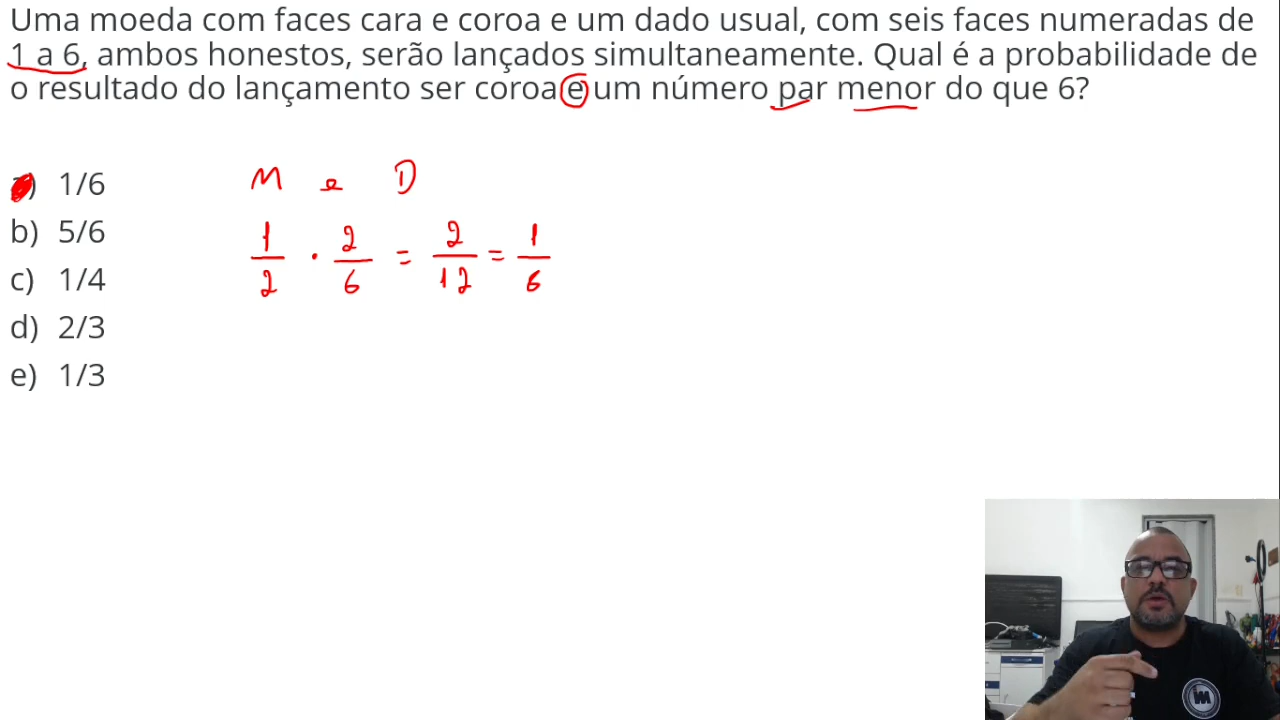 Uma moeda com faces cara e coroa e um dado usual, com seis faces numeradas de
1 a 6, ambos honestos, serão lançados simultaneamente. Qual é a probabilidade de
o resultado do lançamento ser coroa e um número par menor do que 6?
a) 1/6
b) 5/6
c) 1/4
d) 2/3
e) 1/3
M e D
1/2 · 2/6 = 2/12 = 1/6